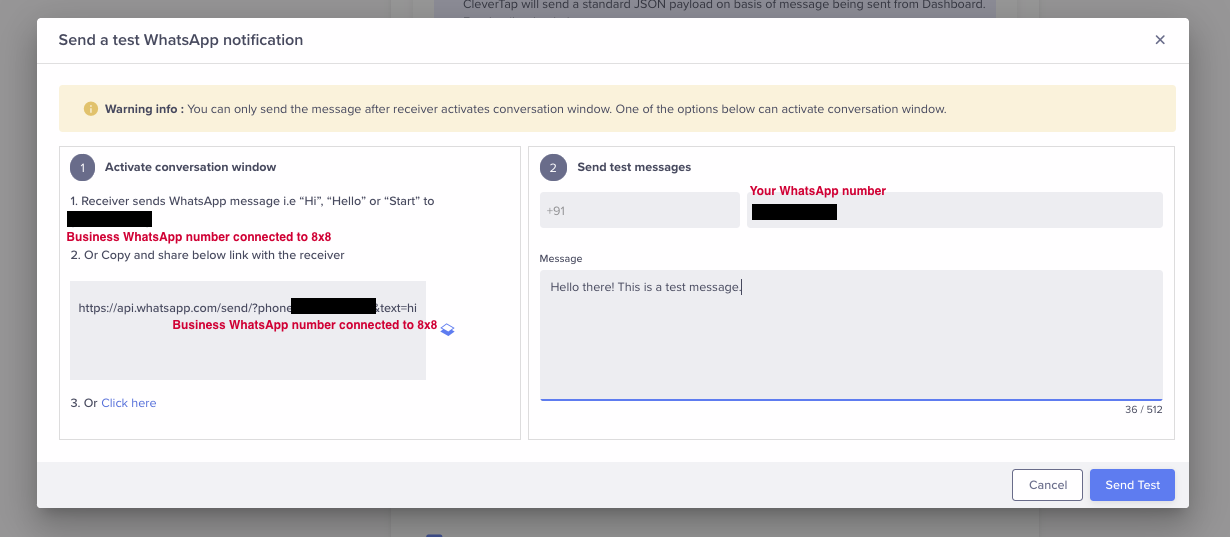 CleverTap will send a standard JSON payload on basis of message being sent from Dashboard.
Send a test WhatsApp notification
Warning info : You can only send the message after receiver activates conversation window. One of the options below can activate conversation window.
1 Activate conversation window
1. Receiver sends WhatsApp message i.e “Hi”, “Hello” or “Start” to
Business WhatsApp number connected to 8x8
2. Or Copy and share below link with the receiver
https://api.whatsapp.com/send/?phone &text=hi
Business WhatsApp number connected to 8x8
3. Or Click here
2 Send test messages
Your WhatsApp number
+91
Message
Hello there! This is a test message.
36 / 512
Cancel
Send Test